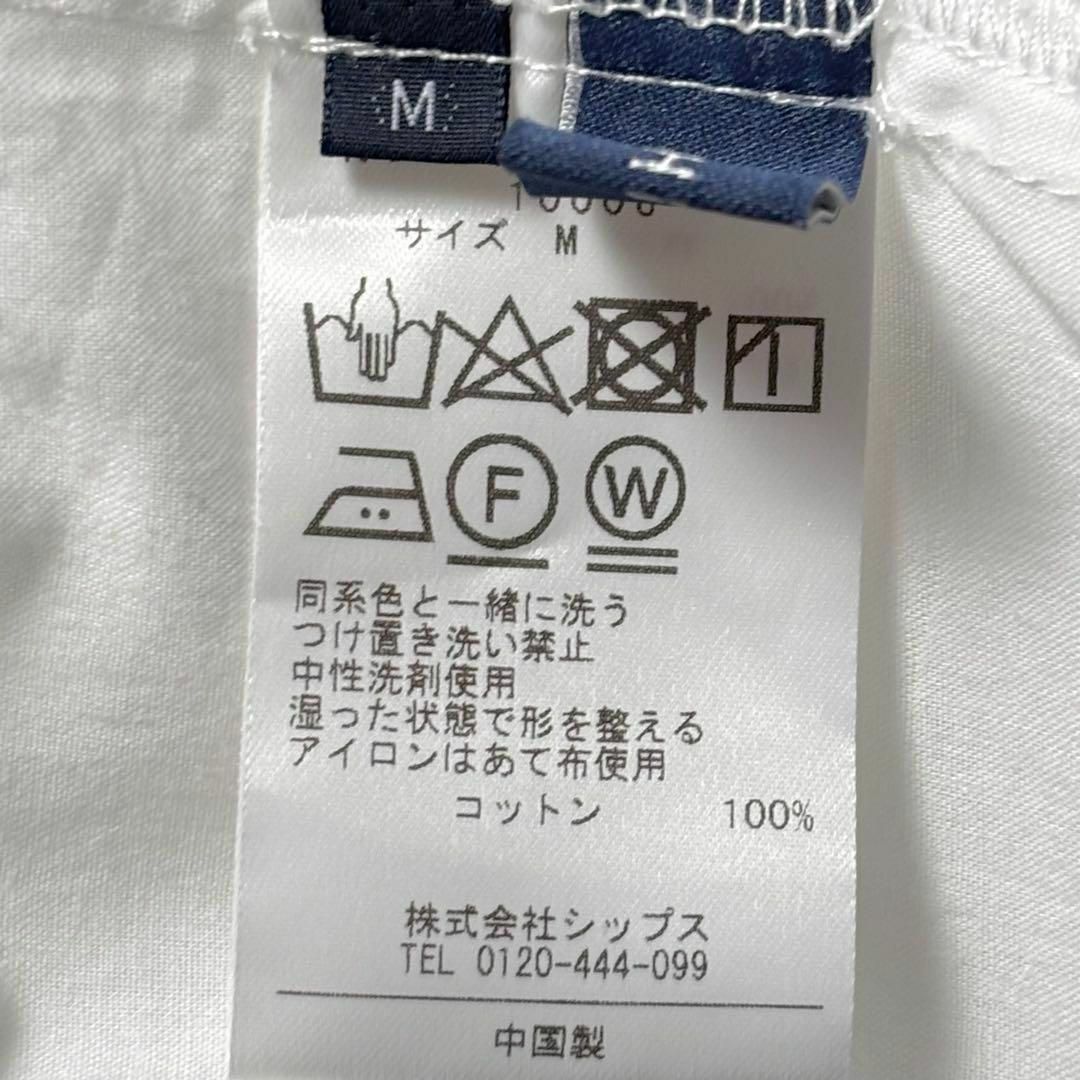 M
サイズ M
F
W
同系色と一緒に洗う
つけ置き洗い禁止
中性洗剤使用
湿った状態で形を整える
アイロンはあて布使用
コットン 100%
株式会社シップス
TEL 0120-444-099
中国製